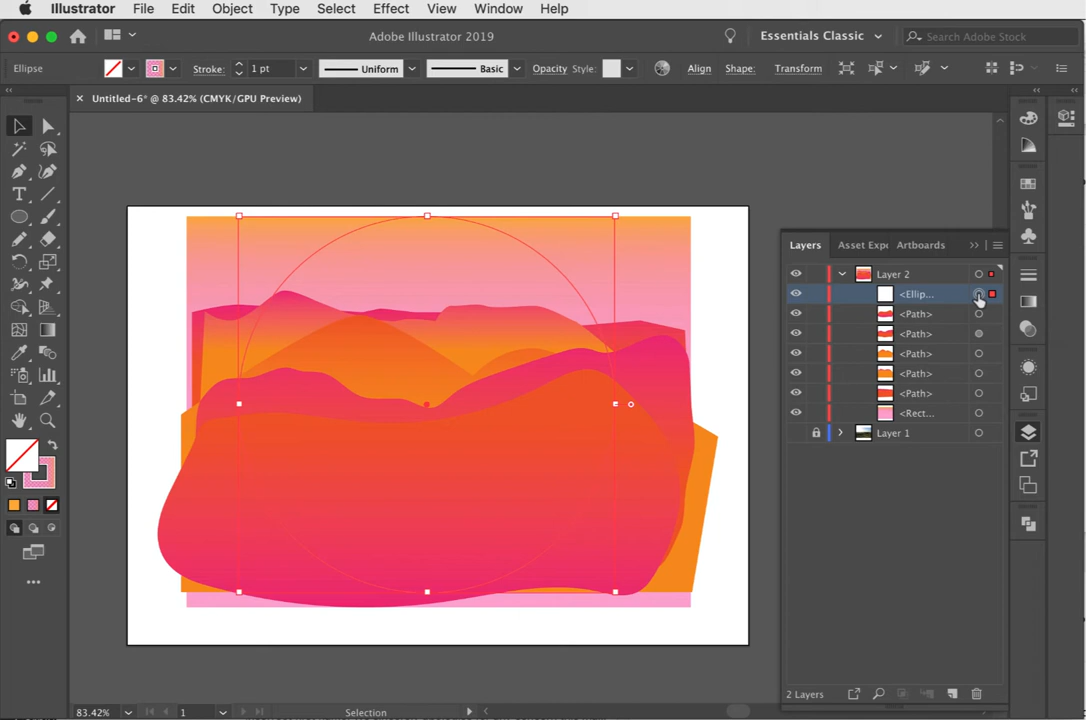 Illustrator File Edit Object Type Select Effect View Window Help
Adobe Illustrator 2019
Essentials Classic
Search Adobe Stock
Ellipse Stroke: 1 pt Uniform Basic Opacity Style: Align Shape: Transform
Untitled-6* @ 83.42% (CMYK/GPU Preview)
Layers Asset Expo Artboards
Layer 2
<Ellip...
<Path>
<Path>
<Path>
<Path>
<Path>
<Rect...
Layer 1
2 Layers
83.42% 1 Selection